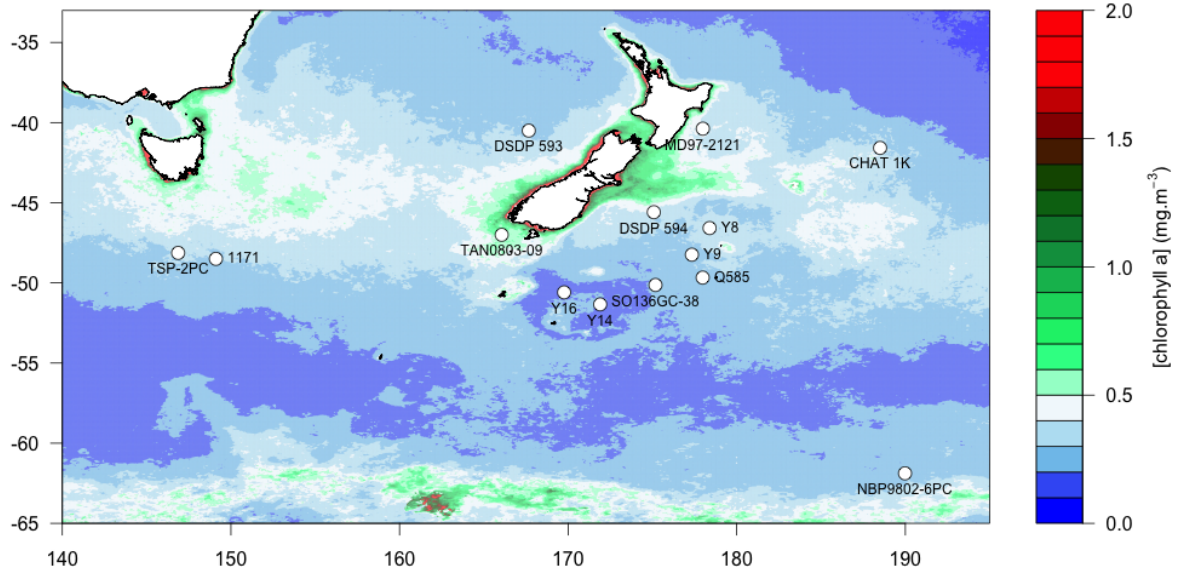 -35
-40
-45
-50
-55
-60
-65
140
150
160
170
180
190
DSDP 593
MD97-2121
CHAT 1K
DSDP 594
Y8
TAN0803-09
Y9
TSP-2PC
1171
Q585
SO136GC-38
Y16
Y14
NBP9802-6PC
2.0
1.5
1.0
0.5
0.0
[chlorophyll a] (mg.m⁻³)